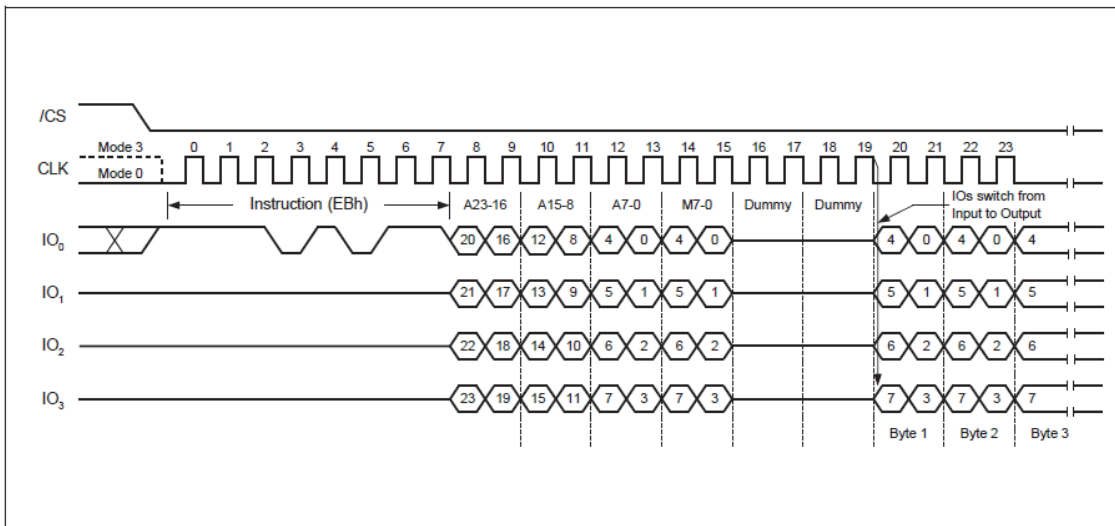 /CS
Mode 3 0 1 2 3 4 5 6 7 8 9 10 11 12 13 14 15 16 17 18 19 20 21 22 23
CLK Mode 0
Instruction (EBh) A23-16 A15-8 A7-0 M7-0 Dummy Dummy IOs switch from
Input to Output
IO0 20 16 12 8 4 0 4 0 4 0 4 0 4
IO1 21 17 13 9 5 1 5 1 5 1 5 1 5
IO2 22 18 14 10 6 2 6 2 6 2 6 2 6
IO3 23 19 15 11 7 3 7 3 7 3 7 3 7
Byte 1 Byte 2 Byte 3